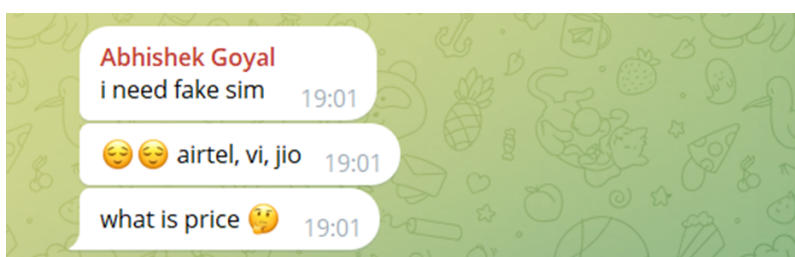 Abhishek Goyal
i need fake sim 19:01
😌😌 airtel, vi, jio 19:01
what is price 🤔 19:01